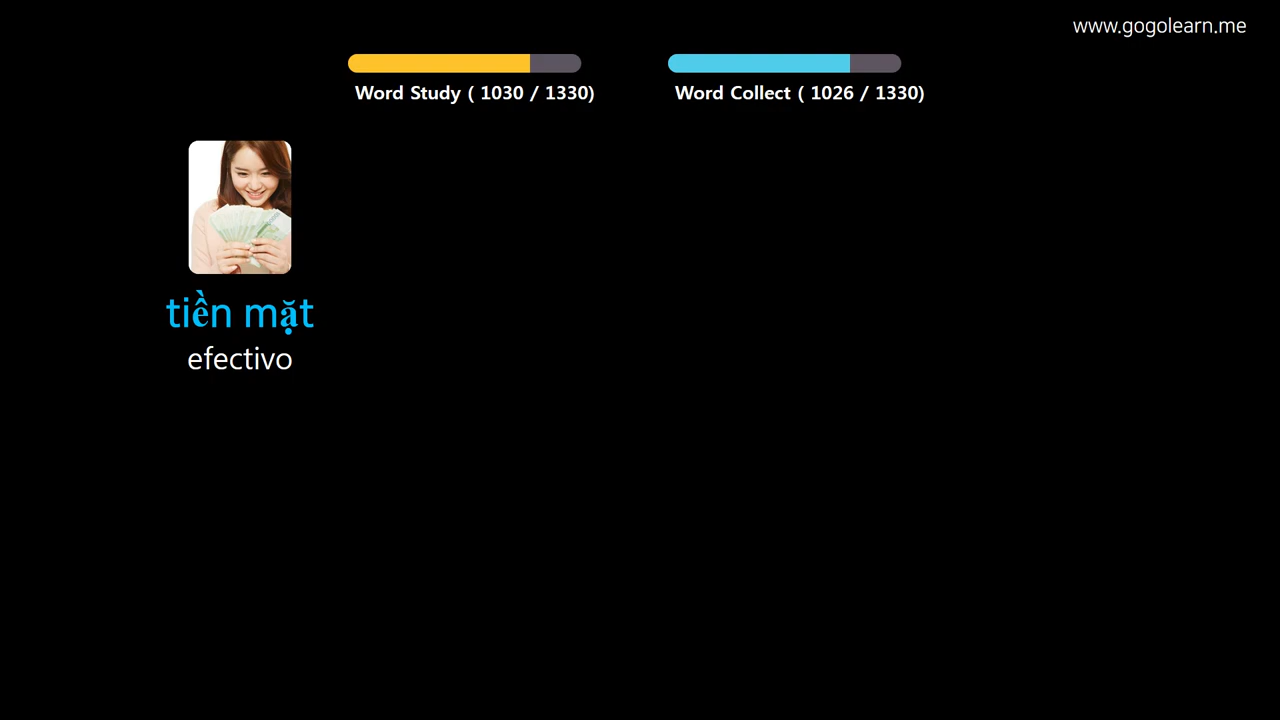 www.gogolearn.me
Word Study ( 1030 / 1330)
Word Collect ( 1026 / 1330)
tiền mặt
efectivo